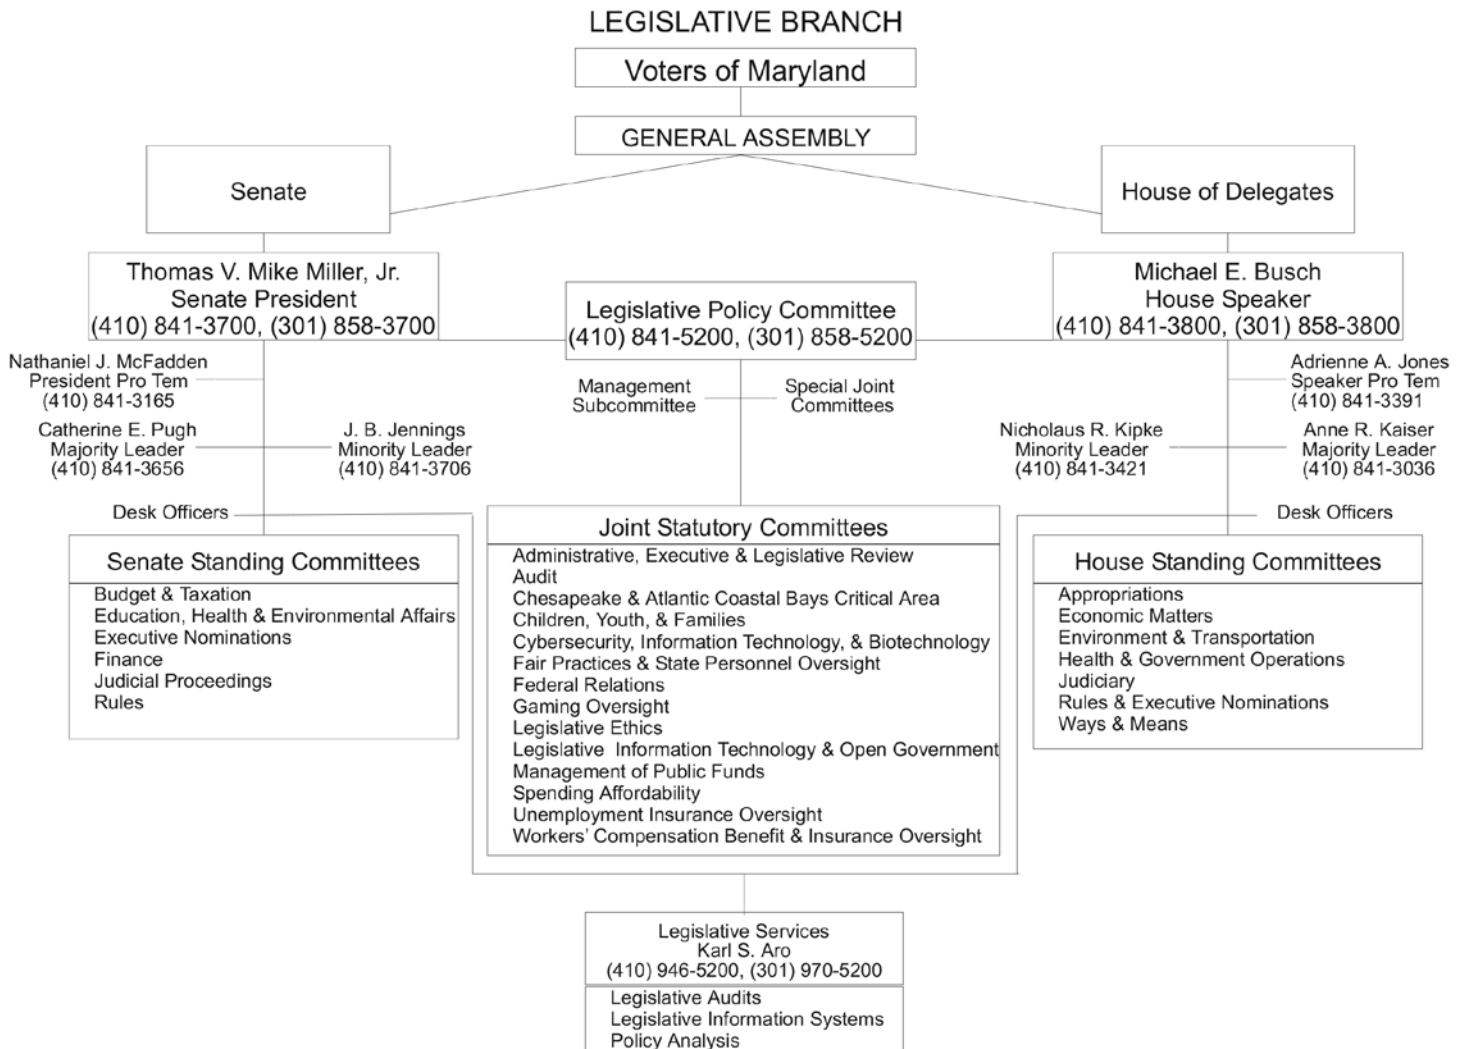 LEGISLATIVE BRANCH
Voters of Maryland
GENERAL ASSEMBLY
Senate
House of Delegates
Thomas V. Mike Miller, Jr.
Senate President
(410) 841-3700, (301) 858-3700
Legislative Policy Committee
(410) 841-5200, (301) 858-5200
Michael E. Busch
House Speaker
(410) 841-3800, (301) 858-3800
Nathaniel J. McFadden
President Pro Tem
(410) 841-3165
Catherine E. Pugh
Majority Leader
(410) 841-3656
J. B. Jennings
Minority Leader
(410) 841-3706
Management
Subcommittee
Special Joint
Committees
Adrienne A. Jones
Speaker Pro Tem
(410) 841-3391
Nicholaus R. Kipke
Minority Leader
(410) 841-3421
Anne R. Kaiser
Majority Leader
(410) 841-3036
Desk Officers
Desk Officers
Senate Standing Committees
Budget & Taxation
Education, Health & Environmental Affairs
Executive Nominations
Finance
Judicial Proceedings
Rules
Joint Statutory Committees
Administrative, Executive & Legislative Review
Audit
Chesapeake & Atlantic Coastal Bays Critical Area
Children, Youth, & Families
Cybersecurity, Information Technology, & Biotechnology
Fair Practices & State Personnel Oversight
Federal Relations
Gaming Oversight
Legislative Ethics
Legislative Information Technology & Open Government
Management of Public Funds
Spending Affordability
Unemployment Insurance Oversight
Workers' Compensation Benefit & Insurance Oversight
House Standing Committees
Appropriations
Economic Matters
Environment & Transportation
Health & Government Operations
Judiciary
Rules & Executive Nominations
Ways & Means
Legislative Services
Karl S. Aro
(410) 946-5200, (301) 970-5200
Legislative Audits
Legislative Information Systems
Policy Analysis